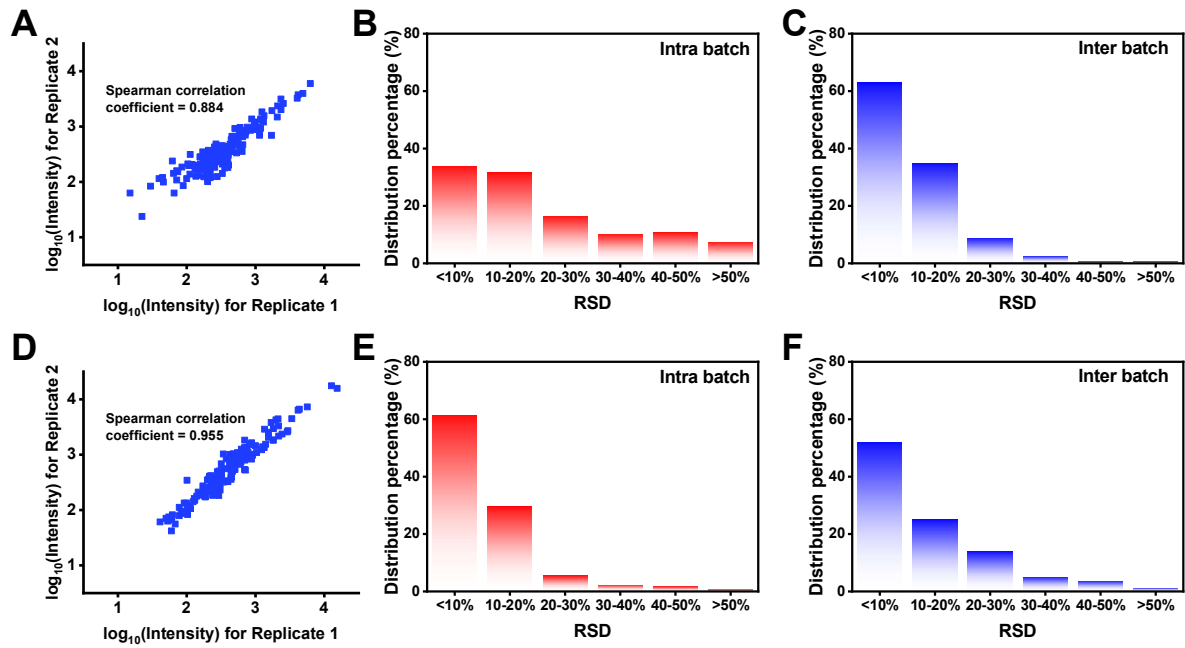 A
log10(Intensity) for Replicate 2
4
3
2
1
Spearman correlation
coefficient = 0.884
1 2 3 4
log10(Intensity) for Replicate 1
B
Distribution percentage (%)
80
60
40
20
0
Intra batch
<10% 10-20% 20-30% 30-40% 40-50% >50%
RSD
C
Distribution percentage (%)
80
60
40
20
0
Inter batch
<10% 10-20% 20-30% 30-40% 40-50% >50%
RSD
D
log10(Intensity) for Replicate 2
4
3
2
1
Spearman correlation
coefficient = 0.955
1 2 3 4
log10(Intensity) for Replicate 1
E
Distribution percentage (%)
80
60
40
20
0
Intra batch
<10% 10-20% 20-30% 30-40% 40-50% >50%
RSD
F
Distribution percentage (%)
80
60
40
20
0
Inter batch
<10% 10-20% 20-30% 30-40% 40-50% >50%
RSD